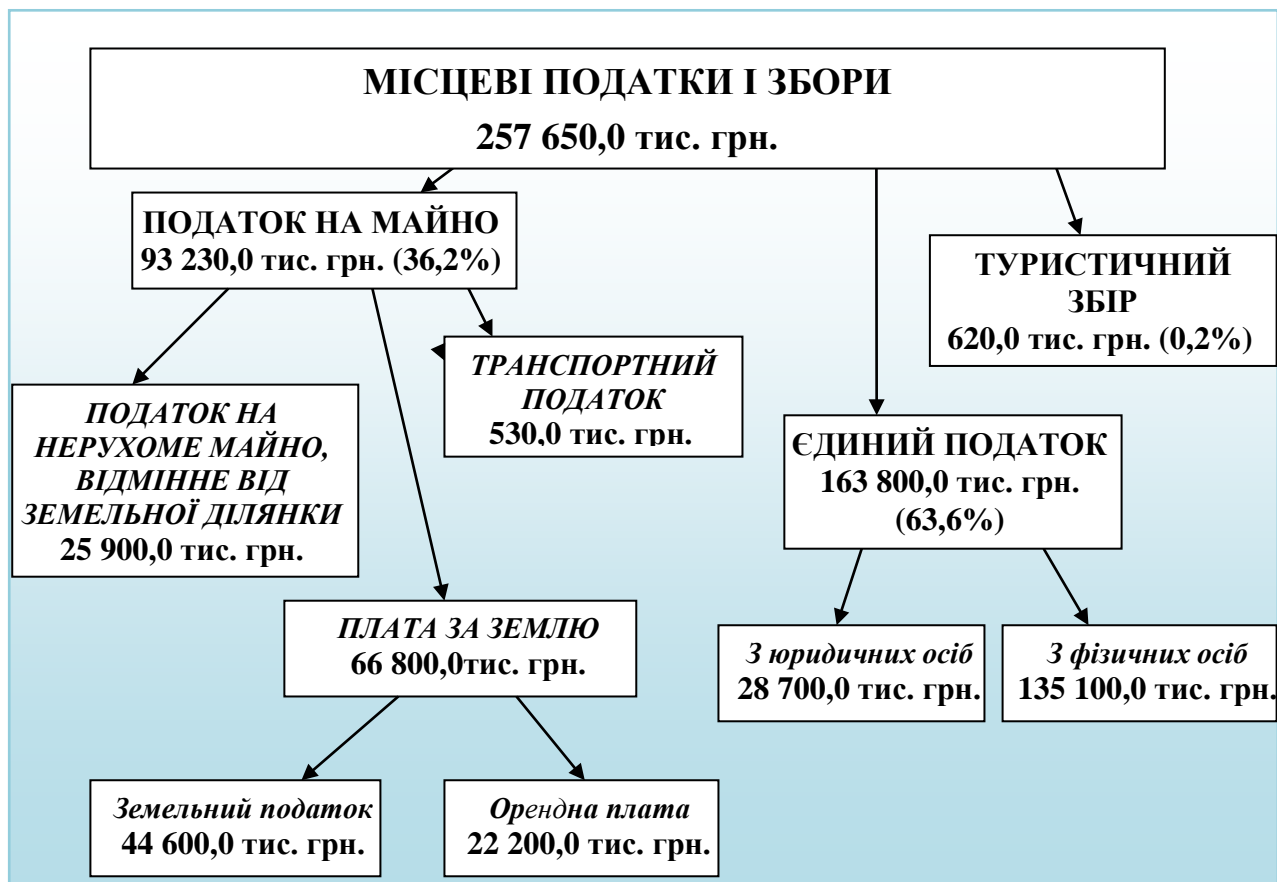 МІСЦЕВІ ПОДАТКИ І ЗБОРИ
257 650,0 тис. грн.
ПОДАТОК НА МАЙНО
93 230,0 тис. грн. (36,2%)
ТУРИСТИЧНИЙ
ЗБІР
620,0 тис. грн. (0,2%)
ТРАНСПОРТНИЙ
ПОДАТОК
530,0 тис. грн.
ПОДАТОК НА
НЕРУХОМЕ МАЙНО,
ВІДМІННЕ ВІД
ЗЕМЕЛЬНОЇ ДІЛЯНКИ
25 900,0 тис. грн.
ЄДИНИЙ ПОДАТОК
163 800,0 тис. грн.
(63,6%)
ПЛАТА ЗА ЗЕМЛЮ
66 800,0тис. грн.
З юридичних осіб
28 700,0 тис. грн.
З фізичних осіб
135 100,0 тис. грн.
Земельний податок
44 600,0 тис. грн.
Орендна плата
22 200,0 тис. грн.